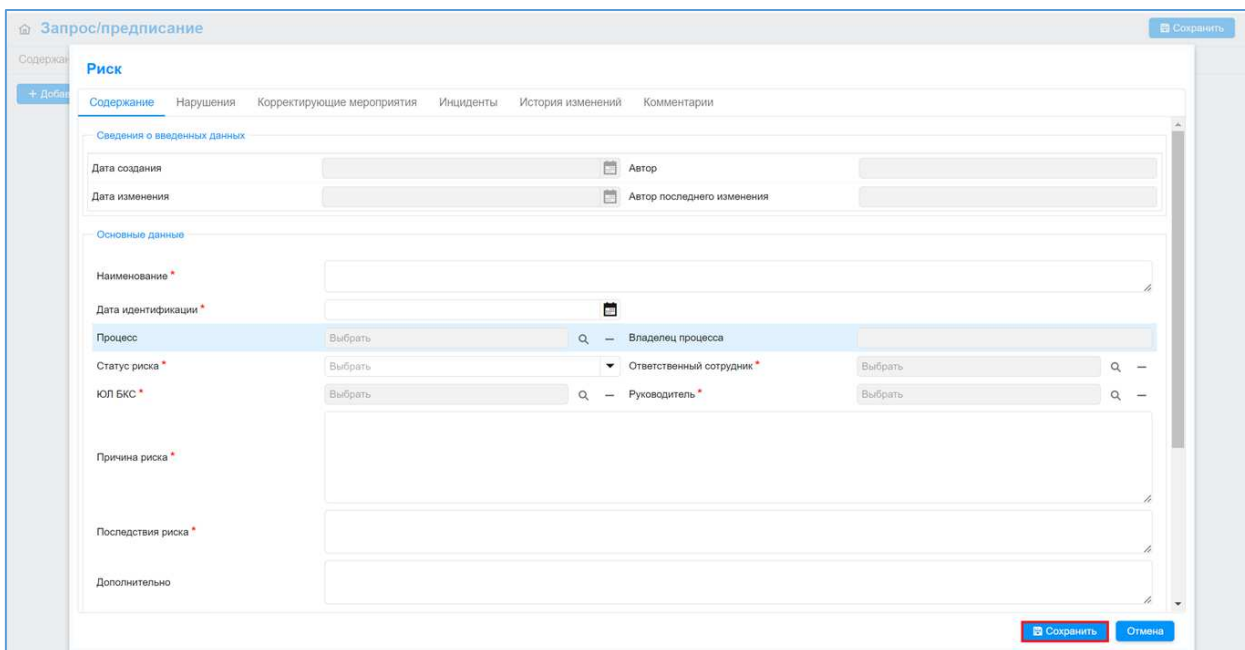 Запрос/предписание
Сохранить
Содержан
+ Добав
Риск
Содержание Нарушения Корректирующие мероприятия Инциденты История изменений Комментарии
Сведения о введенных данных
Дата создания Автор
Дата изменения Автор последнего изменения
Основные данные
Наименование *
Дата идентификации *
Процесс Выбрать Владелец процесса
Статус риска * Выбрать Ответственный сотрудник * Выбрать
ЮЛ БКС * Выбрать Руководитель * Выбрать
Причина риска *
Последствия риска *
Дополнительно
Сохранить Отмена